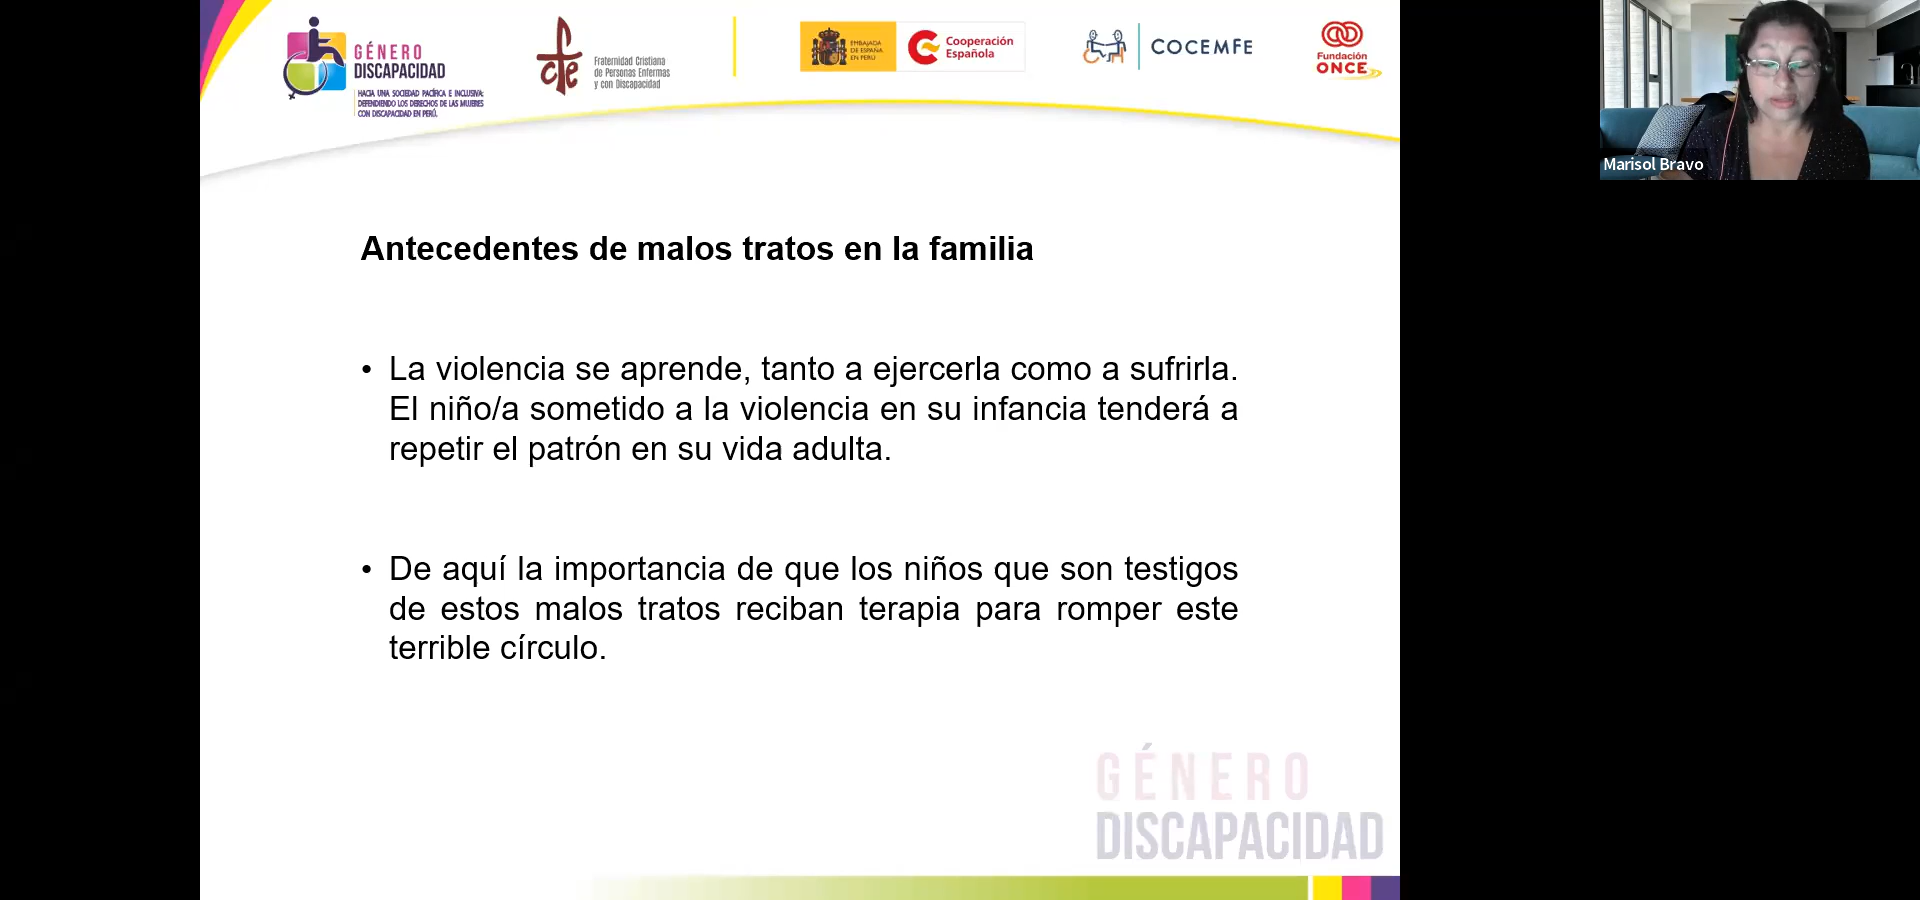 GÉNERO
DISCAPACIDAD
HACIA UNA SOCIEDAD PACÍFICA E INCLUSIVA:
DEFENDIENDO LOS DERECHOS DE LAS MUJERES
CON DISCAPACIDAD EN PERÚ.
cfe
Fraternidad Cristiana
de Personas Enfermas
y con Discapacidad
EMBAJADA
DE ESPAÑA
EN PERÚ
Cooperación
Española
COCEMFE
Fundación
ONCE
Marisol Bravo
Antecedentes de malos tratos en la familia
• La violencia se aprende, tanto a ejercerla como a sufrirla.
El niño/a sometido a la violencia en su infancia tenderá a
repetir el patrón en su vida adulta.
• De aquí la importancia de que los niños que son testigos
de estos malos tratos reciban terapia para romper este
terrible círculo.
GÉNERO
DISCAPACIDAD